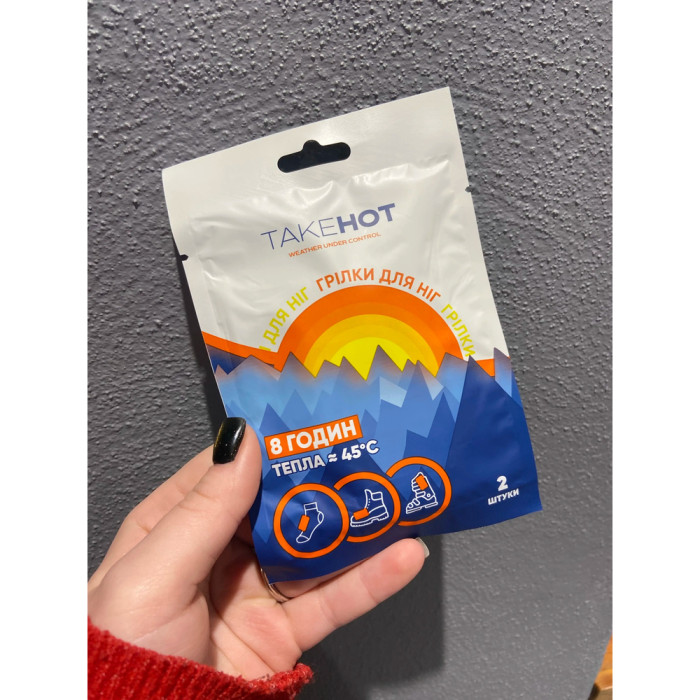 TAKEHOT
WEATHER UNDER CONTROL
ДЛЯ НІГ ГРІЛКИ ДЛЯ НІГ ГРІЛКИ
8 ГОДИН
ТЕПЛА ≈ 45°C
2
ШТУКИ